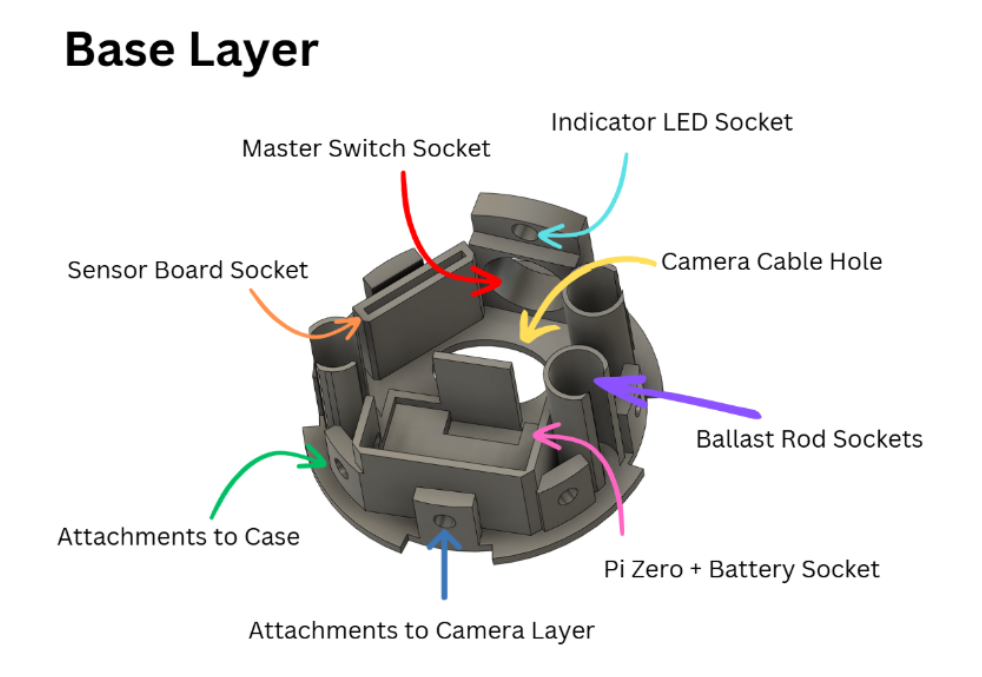 Base Layer
Indicator LED Socket
Master Switch Socket
Camera Cable Hole
Sensor Board Socket
Ballast Rod Sockets
Attachments to Case
Pi Zero + Battery Socket
Attachments to Camera Layer